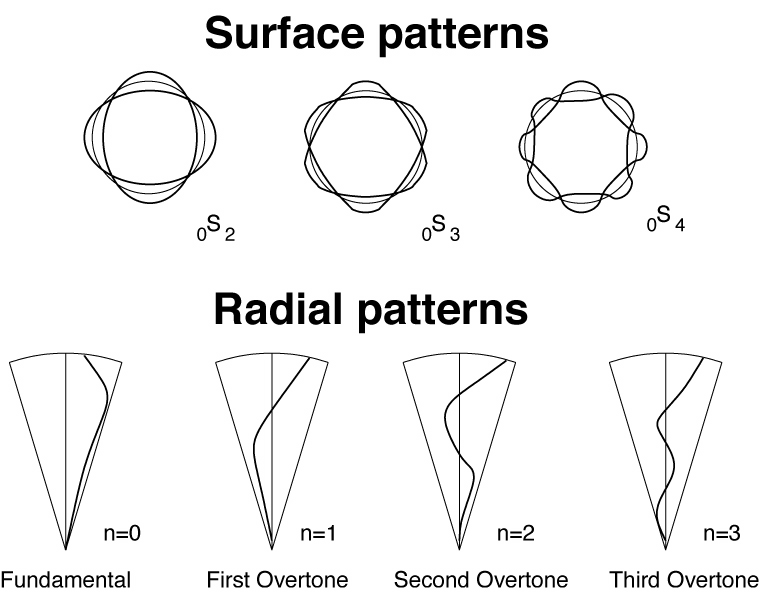 Surface patterns
0S2 0S3 0S4
Radial patterns
n=0 n=1 n=2 n=3
Fundamental First Overtone Second Overtone Third Overtone